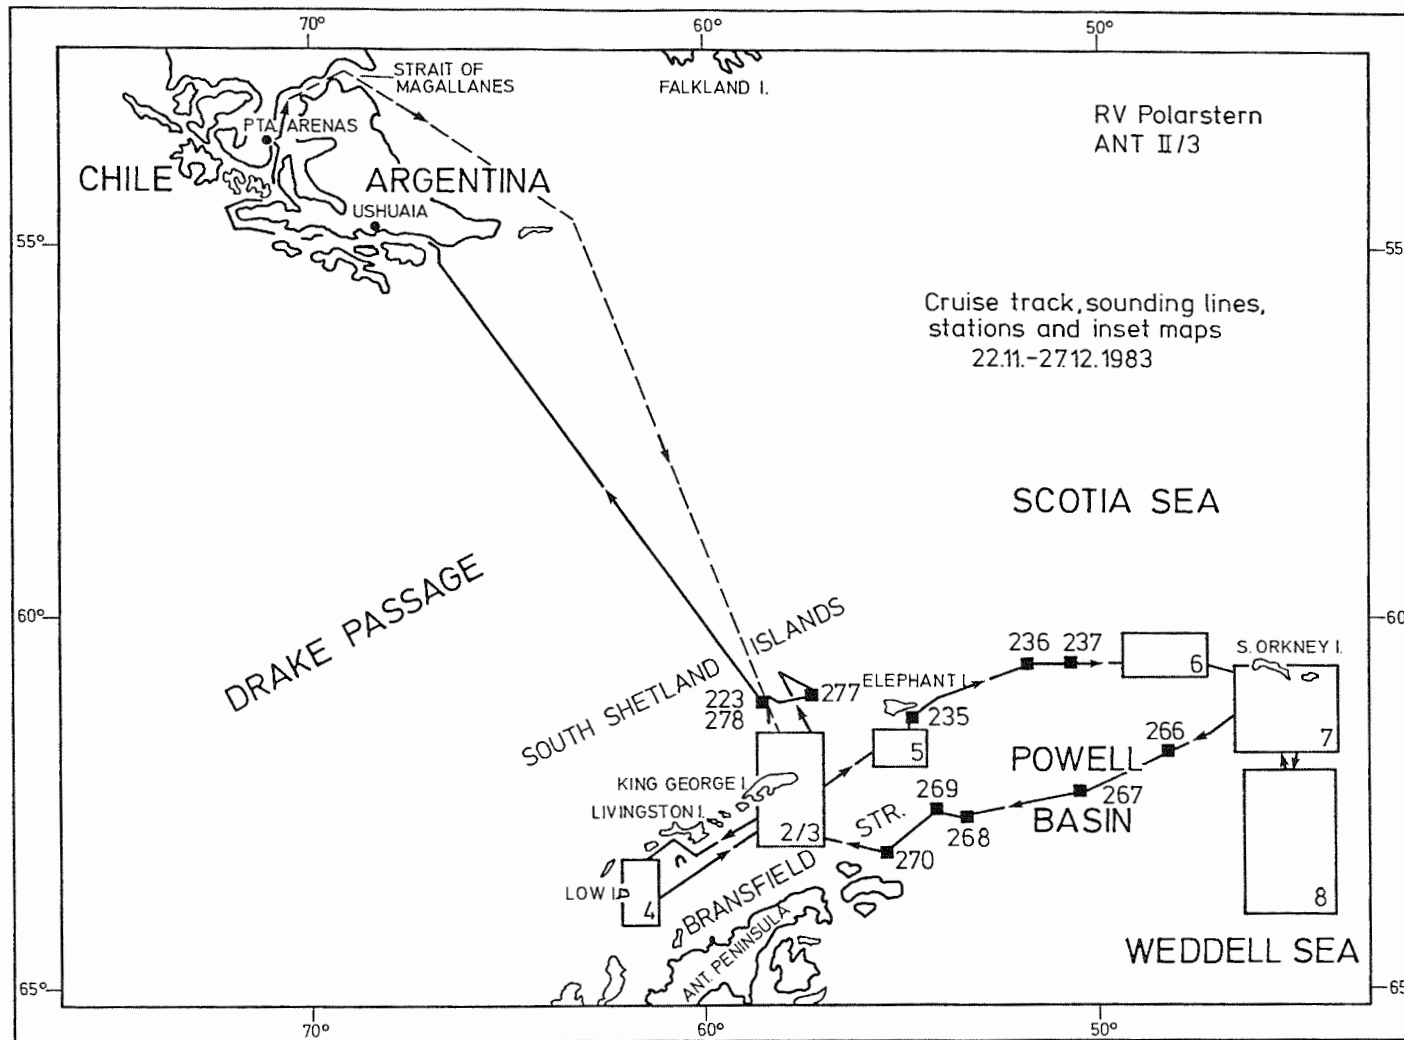 70°
60°
50°
STRAIT OF
MAGALLANES
FALKLAND I.
RV Polarstern
ANT II/3
PTA. ARENAS
CHILE
ARGENTINA
USHUAIA
55°
55°
Cruise track, sounding lines,
stations and inset maps
22.11.-27.12.1983
SCOTIA SEA
DRAKE PASSAGE
60°
60
SOUTH SHETLAND ISLANDS
236
237
6
S. ORKNEY I.
223
278
277
ELEPHANT I.
235
5
266
7
POWELL
BASIN
KING GEORGE I.
LIVINGSTON I.
2/3
269
267
268
270
LOW I.
4
BRANSFIELD STR.
ANT. PENINSULA
8
WEDDELL SEA
65°
65
70°
60°
50°